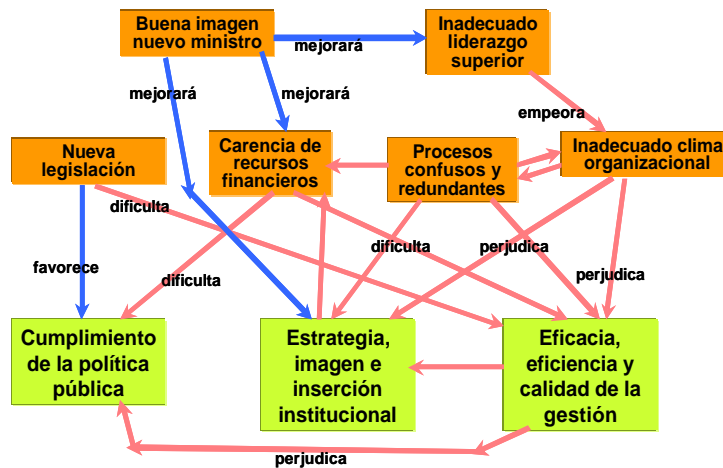 Buena imagen
nuevo ministro
mejorará
Inadecuado
liderazgo
superior
mejorará
mejorará
empeora
Nueva
legislación
Carencia de
recursos
financieros
Procesos
confusos y
redundantes
Inadecuado clima
organizacional
dificulta
dificulta
perjudica
favorece
dificulta
perjudica
Cumplimiento
de la política
pública
Estrategia,
imagen e
inserción
institucional
Eficacia,
eficiencia y
calidad de la
gestión
perjudica